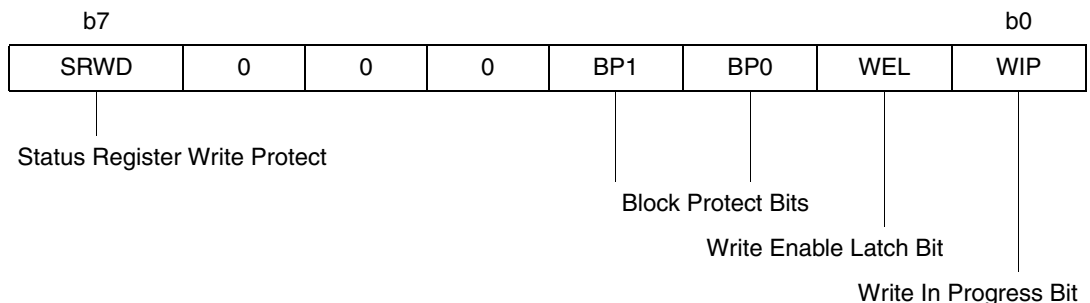 b7 b0
SRWD 0 0 0 BP1 BP0 WEL WIP
Status Register Write Protect
Block Protect Bits
Write Enable Latch Bit
Write In Progress Bit